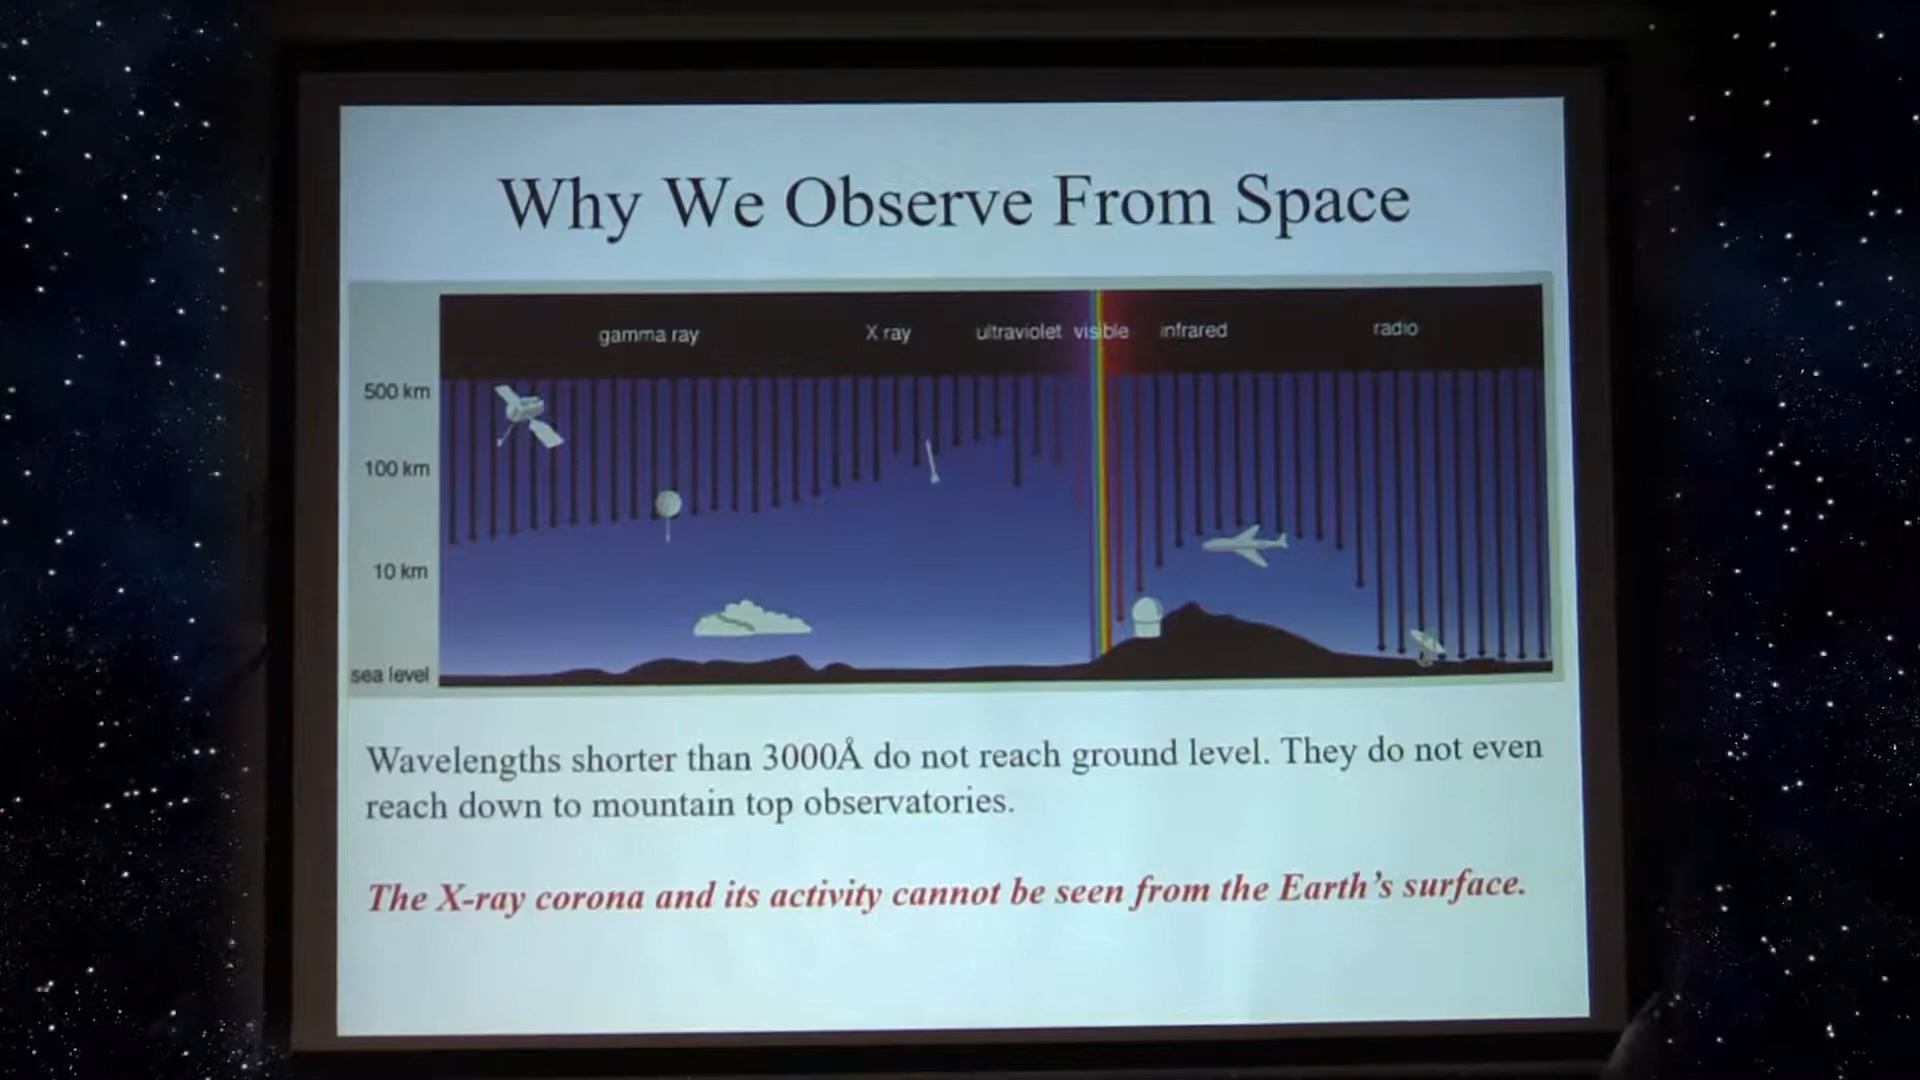 Why We Observe From Space
gamma ray X ray ultraviolet visible infrared radio
500 km
100 km
10 km
sea level
Wavelengths shorter than 3000Å do not reach ground level. They do not even
reach down to mountain top observatories.
The X-ray corona and its activity cannot be seen from the Earth's surface.